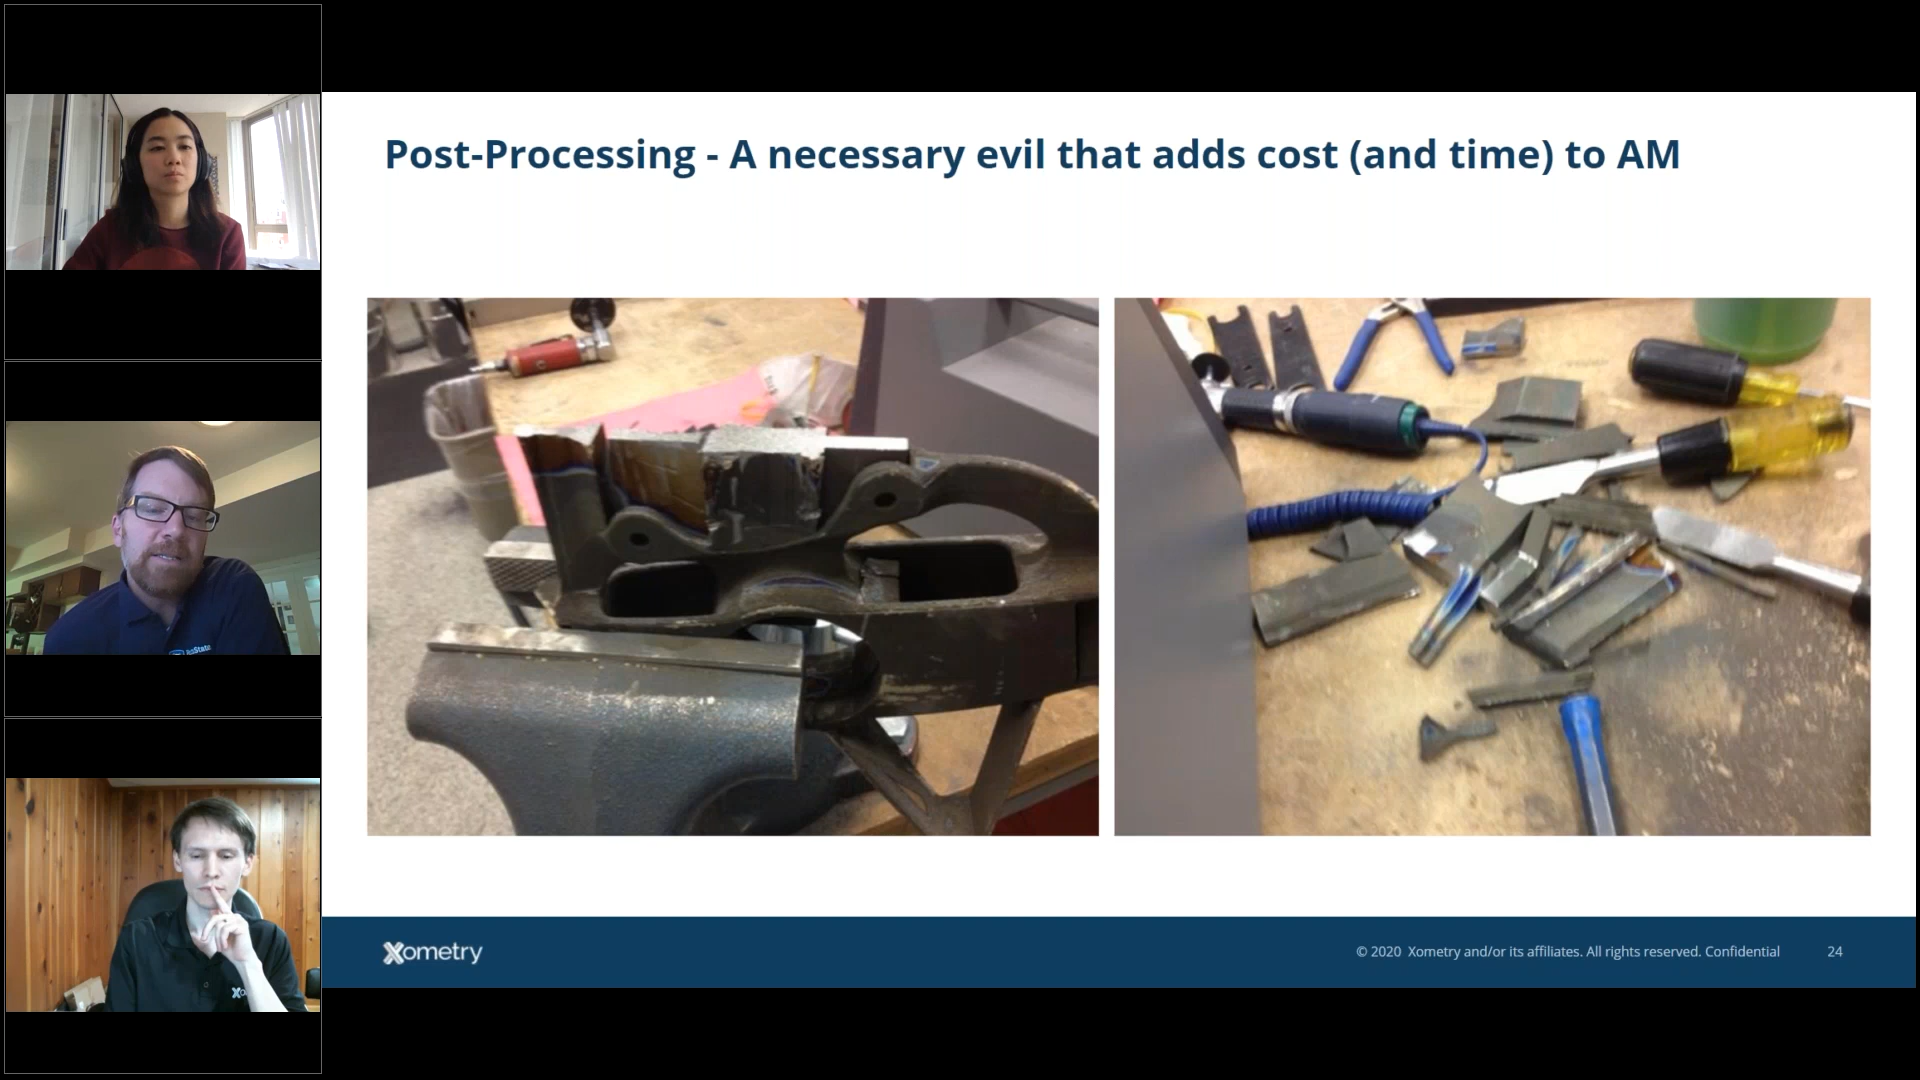 Post-Processing - A necessary evil that adds cost (and time) to AM
Xometry
© 2020 Xometry and/or its affiliates. All rights reserved. Confidential
24